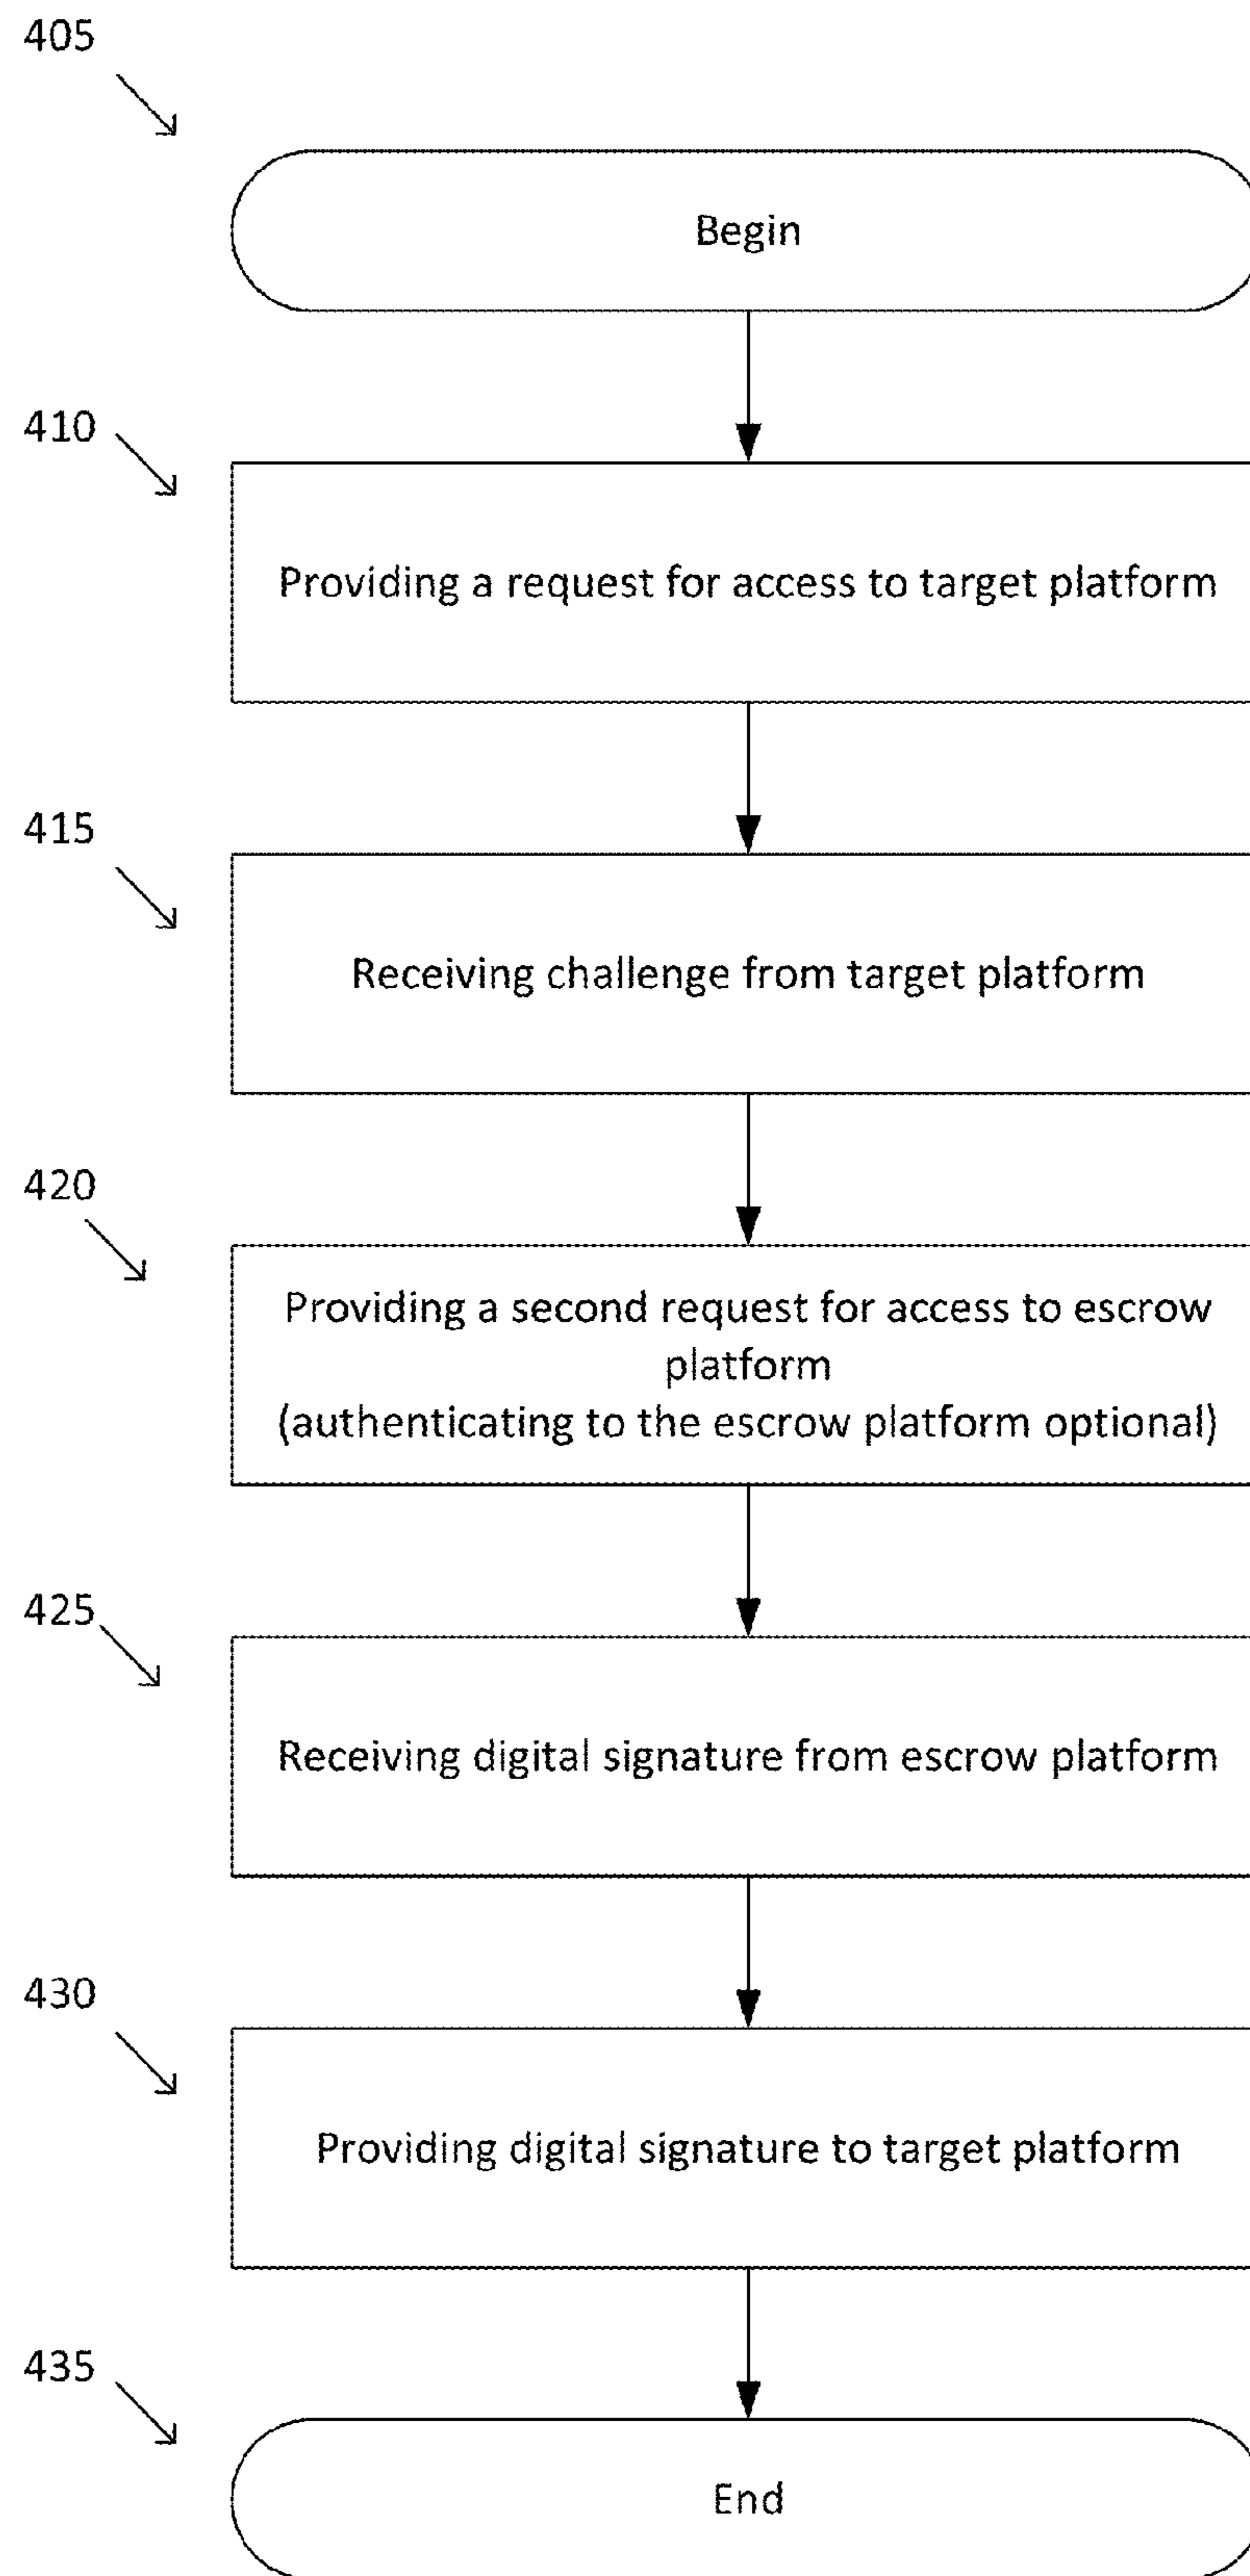 405
Begin
410
Providing a request for access to target platform
415
Receiving challenge from target platform
420
Providing a second request for access to escrow
platform
(authenticating to the escrow platform optional)
425
Receiving digital signature from escrow platform
430
Providing digital signature to target platform
435
End